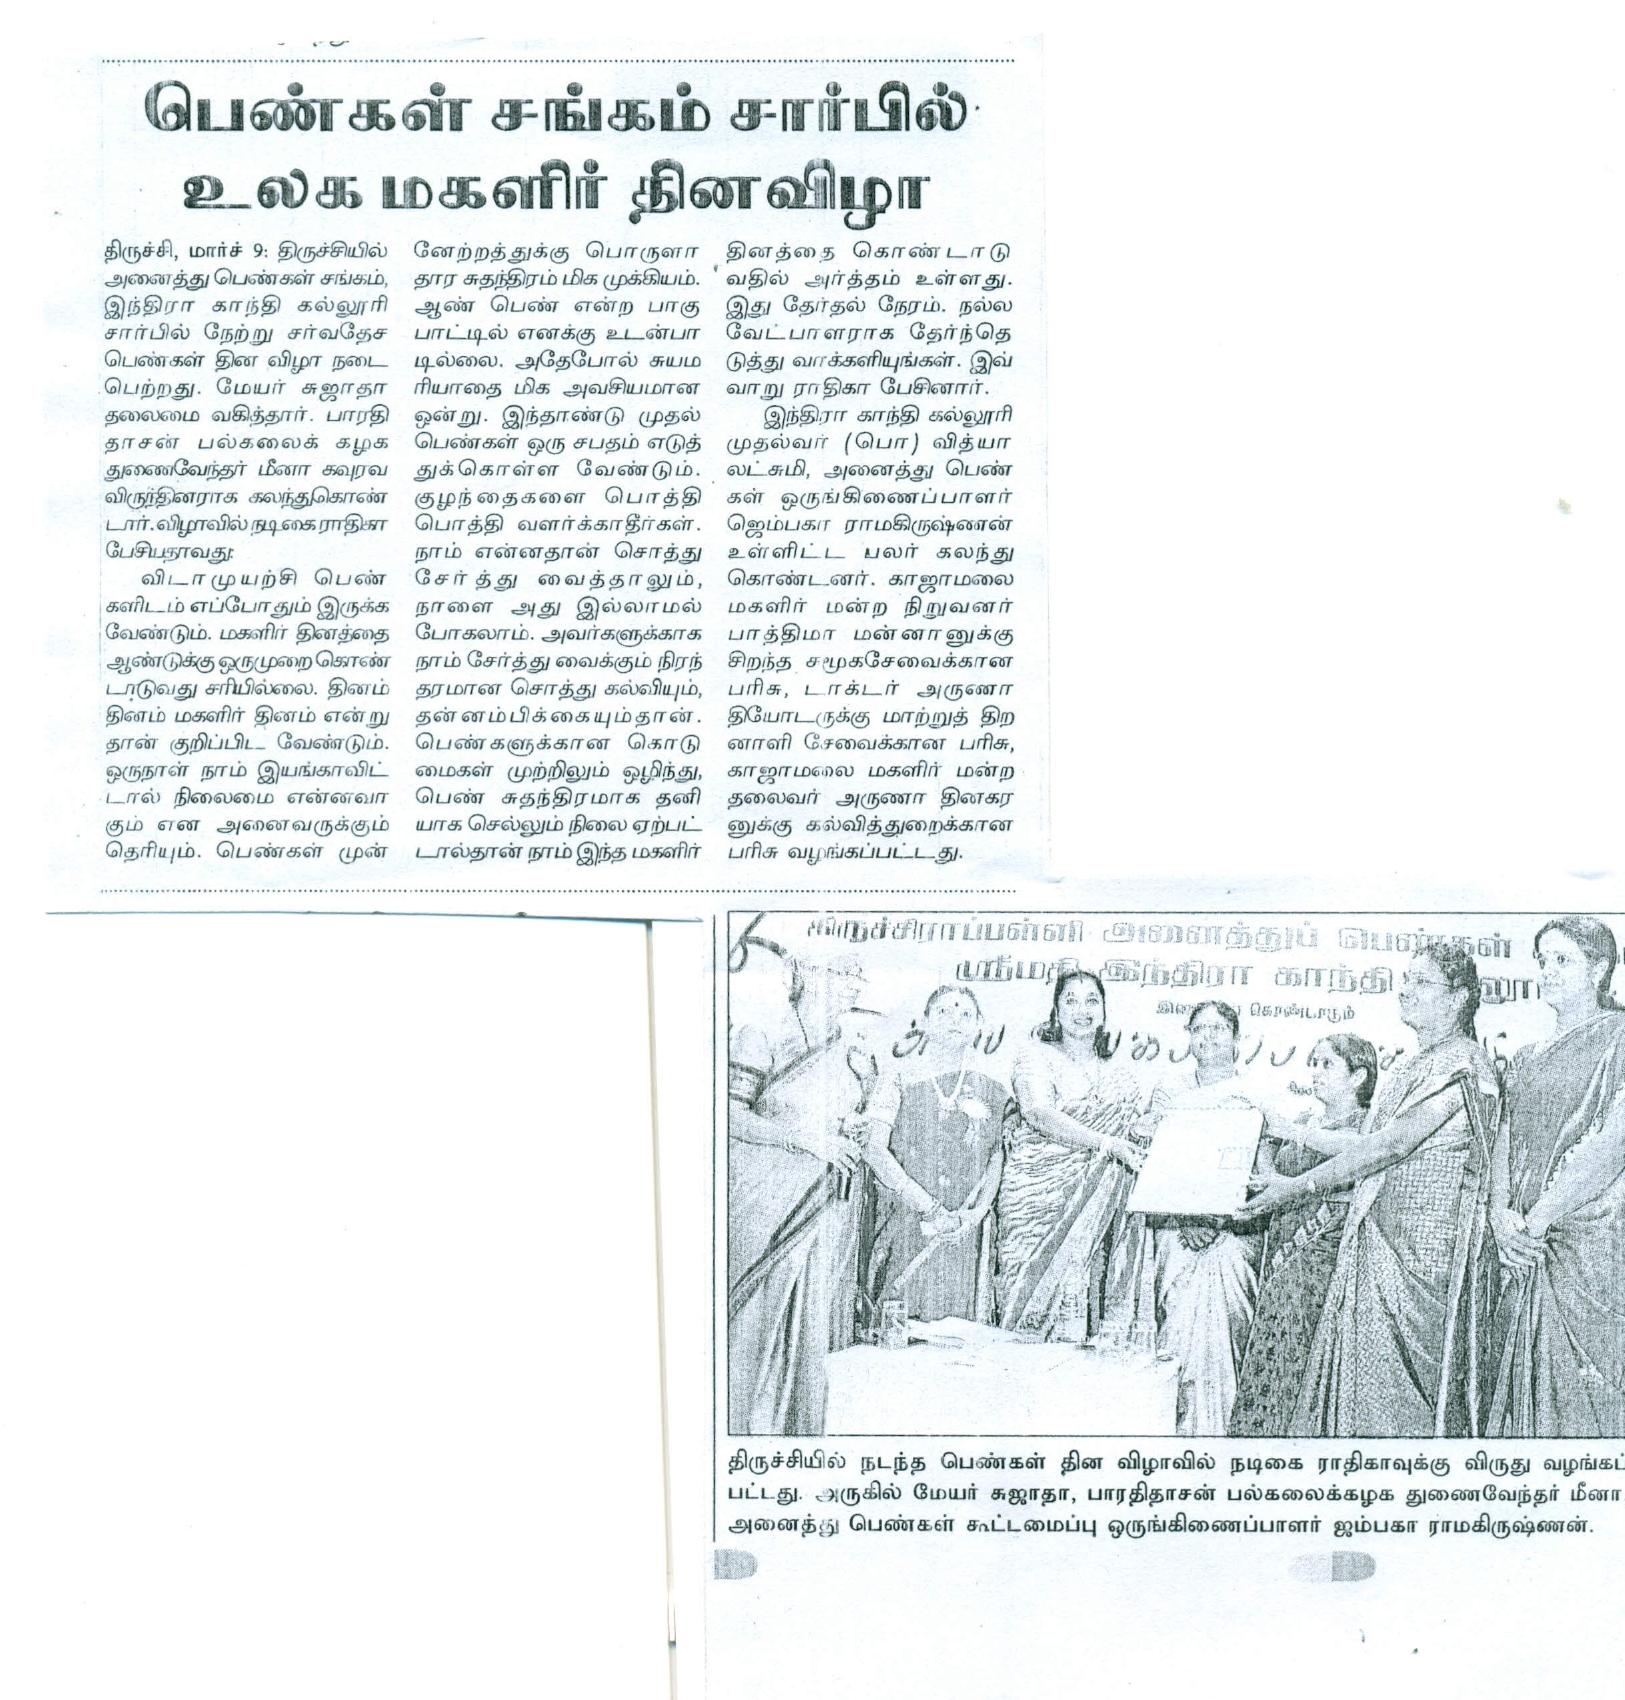 பெண்கள் சங்கம் சார்பில்
உலக மகளிர் தினவிழா
திருச்சி, மார்ச் 9: திருச்சியில்
அனைத்து பெண்கள் சங்கம்,
இந்திரா காந்தி கல்லூரி
சார்பில் நேற்று சர்வதேச
பெண்கள் தின விழா நடை
பெற்றது. மேயர் சுஜாதா
தலைமை வகித்தார். பாரதி
தாசன் பல்கலைக் கழக
துணைவேந்தர் மீனா கவுரவ
விருந்தினராக கலந்துகொண்
டார். விழாவில் நடிகை ராதிகா
பேசியதாவது:
விடாமுயற்சி பெண்
களிடம் எப்போதும் இருக்க
வேண்டும். மகளிர் தினத்தை
ஆண்டுக்கு ஒருமுறை கொண்
டாடுவது சரியில்லை. தினம்
தினம் மகளிர் தினம் என்று
தான் குறிப்பிட வேண்டும்.
ஒருநாள் நாம் இயங்காவிட்
டால் நிலைமை என்னவா
கும் என அனைவருக்கும்
தெரியும். பெண்கள் முன்
னேற்றத்துக்கு பொருளா
தார சுதந்திரம் மிக முக்கியம்.
ஆண் பெண் என்ற பாகு
பாட்டில் எனக்கு உடன்பா
டில்லை. அதேபோல் சுயம
ரியாதை மிக அவசியமான
ஒன்று. இந்தாண்டு முதல்
பெண்கள் ஒரு சபதம் எடுத்
துக்கொள்ள வேண்டும்.
குழந்தைகளை பொத்தி
பொத்தி வளர்க்காதீர்கள்.
நாம் என்னதான் சொத்து
சேர்த்து வைத்தாலும்,
நாளை அது இல்லாமல்
போகலாம். அவர்களுக்காக
நாம் சேர்த்து வைக்கும் நிரந்
தரமான சொத்து கல்வியும்,
தன்னம்பிக்கையும்தான்.
பெண்களுக்கான கொடு
மைகள் முற்றிலும் ஒழிந்து,
பெண் சுதந்திரமாக தனி
யாக செல்லும் நிலை ஏற்பட்
டால்தான் நாம் இந்த மகளிர்
தினத்தை கொண்டாடு
வதில் அர்த்தம் உள்ளது.
இது தேர்தல் நேரம். நல்ல
வேட்பாளராக தேர்ந்தெ
டுத்து வாக்களியுங்கள். இவ்
வாறு ராதிகா பேசினார்.
இந்திரா காந்தி கல்லூரி
முதல்வர் (பொ) வித்யா
லட்சுமி, அனைத்து பெண்
கள் ஒருங்கிணைப்பாளர்
ஜெம்பகா ராமகிருஷ்ணன்
உள்ளிட்ட பலர் கலந்து
கொண்டனர். காஜாமலை
மகளிர் மன்ற நிறுவனர்
பாத்திமா மன்னானுக்கு
சிறந்த சமூகசேவைக்கான
பரிசு, டாக்டர் அருணா
தியோடருக்கு மாற்றுத் திற
னாளி சேவைக்கான பரிசு,
காஜாமலை மகளிர் மன்ற
தலைவர் அருணா தினகர
னுக்கு கல்வித்துறைக்கான
பரிசு வழங்கப்பட்டது.
திருச்சிராப்பள்ளி அனைத்துப் பெண்கள்
ஸ்ரீமதி இந்திரா காந்தி
கொண்டாடும்
திருச்சியில் நடந்த பெண்கள் தின விழாவில் நடிகை ராதிகாவுக்கு விருது வழங்கப்
பட்டது. அருகில் மேயர் சுஜாதா, பாரதிதாசன் பல்கலைக்கழக துணைவேந்தர் மீனா
அனைத்து பெண்கள் கூட்டமைப்பு ஒருங்கிணைப்பாளர் ஜம்பகா ராமகிருஷ்ணன்.